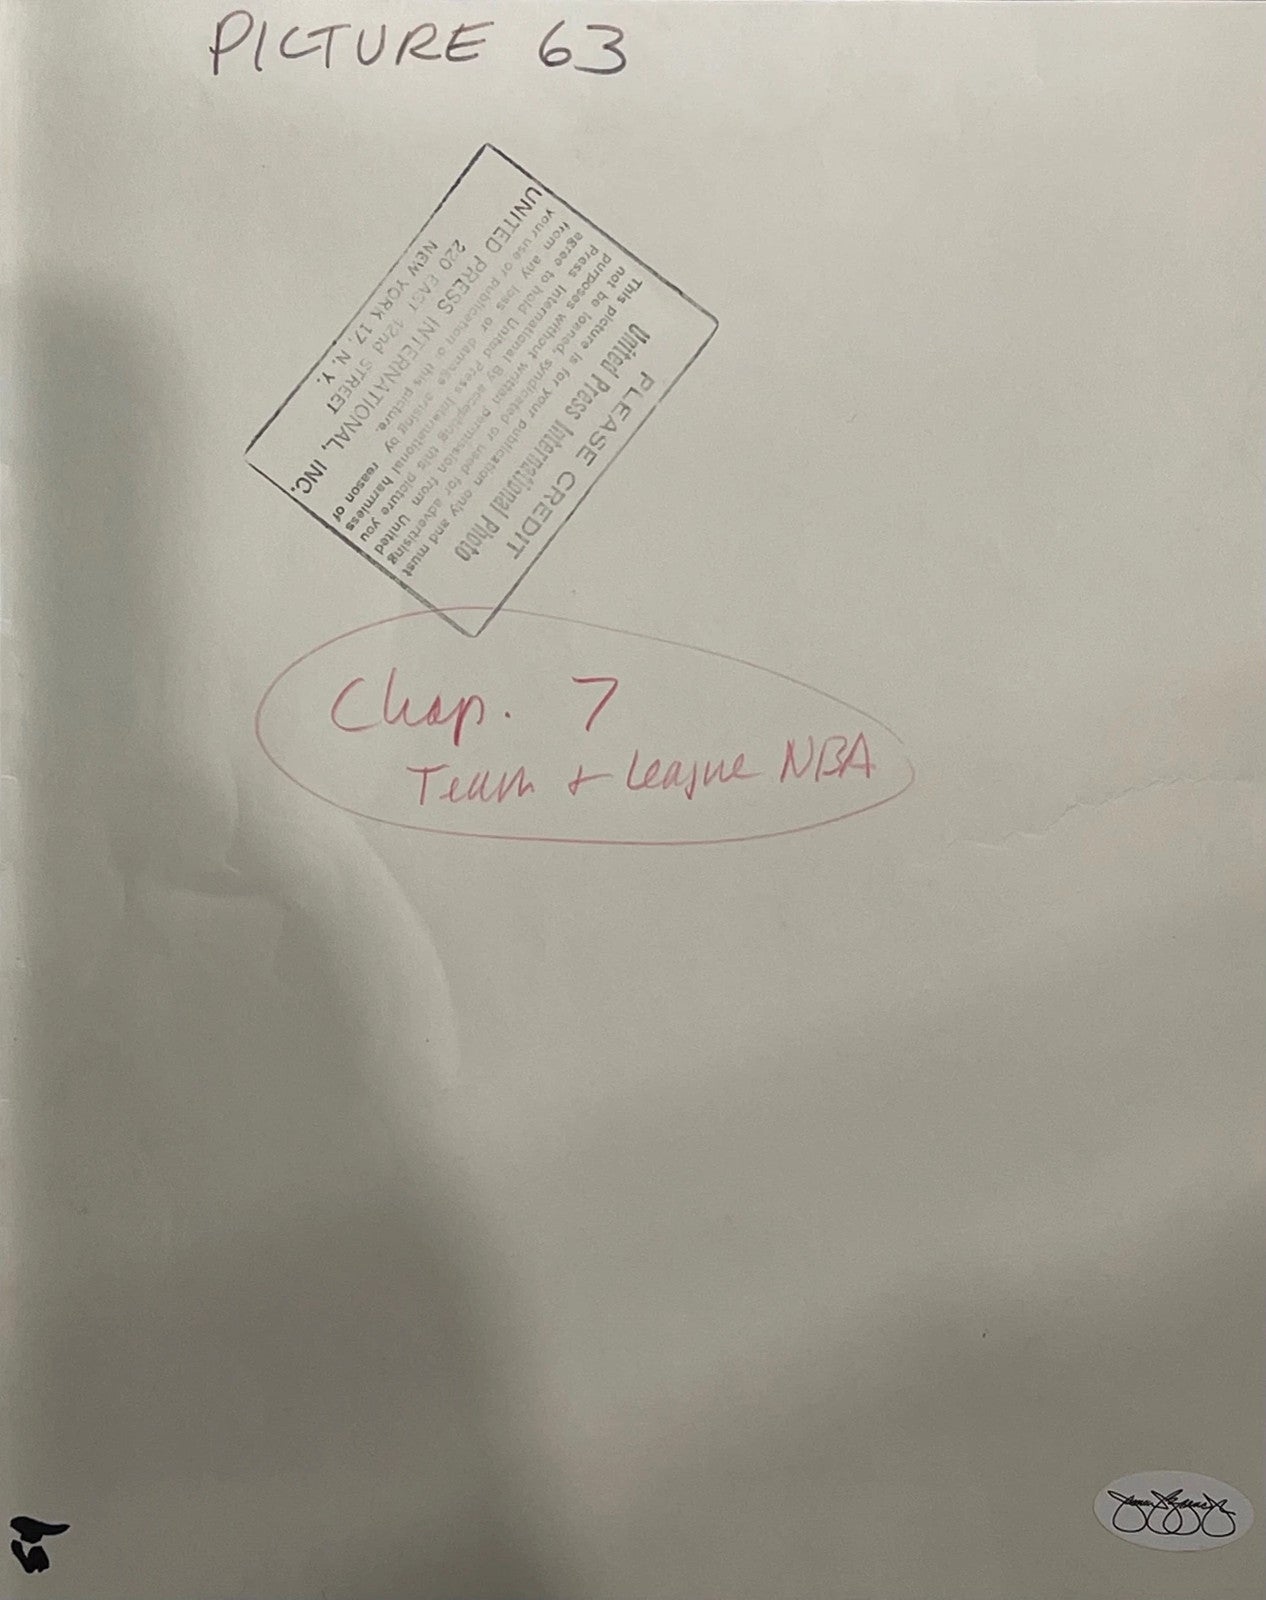 PICTURE 63
PLEASE CREDIT
United Press International Photo
This picture is for your publication only and must
not be loaned, syndicated or used for advertising
purposes without written permission from United
Press International By accepting this picture you
agree to hold United Press International harmless
from any loss or damage arising by reason of
your use or publication of this picture.
UNITED PRESS INTERNATIONAL, INC.
220 EAST 42nd STREET
NEW YORK 17, N. Y.
Chap. 7
Team + League NBA